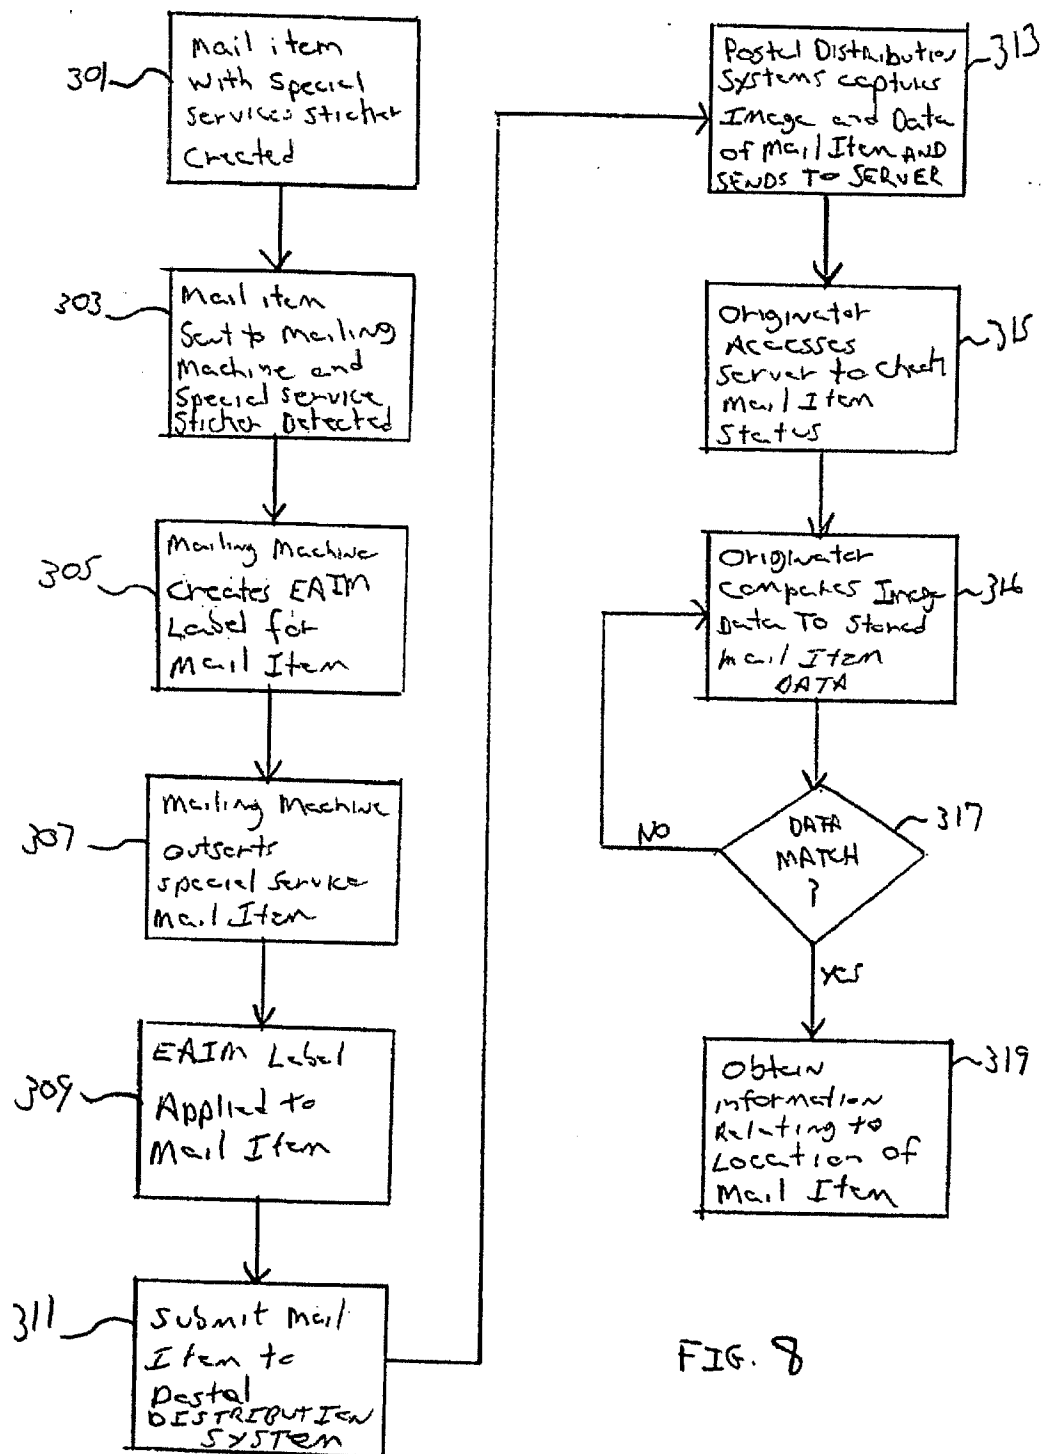 301
Mail item
with special
services sticker
created
303
Mail item
Sent to Mailing
Machine and
Special service
Sticker Detected
305
Mailing Machine
Creates EAIM
Label for
Mail Item
307
Mailing Machine
Outserts
special service
Mail Item
309
EAIM Label
Applied to
Mail Item
311
Submit Mail
Item to
Postal
DISTRIBUTION
SYSTEM
313
Postal Distribution
Systems captures
Image and Data
of Mail Item AND
SENDS TO SERVER
315
Originator
Accesses
Server to check
Mail Item
Status
316
Originator
compares Image
Data To Stored
Mail Item
DATA
317
DATA
MATCH
?
NO
YES
319
Obtain
information
Relating to
Location of
Mail Item
FIG. 8